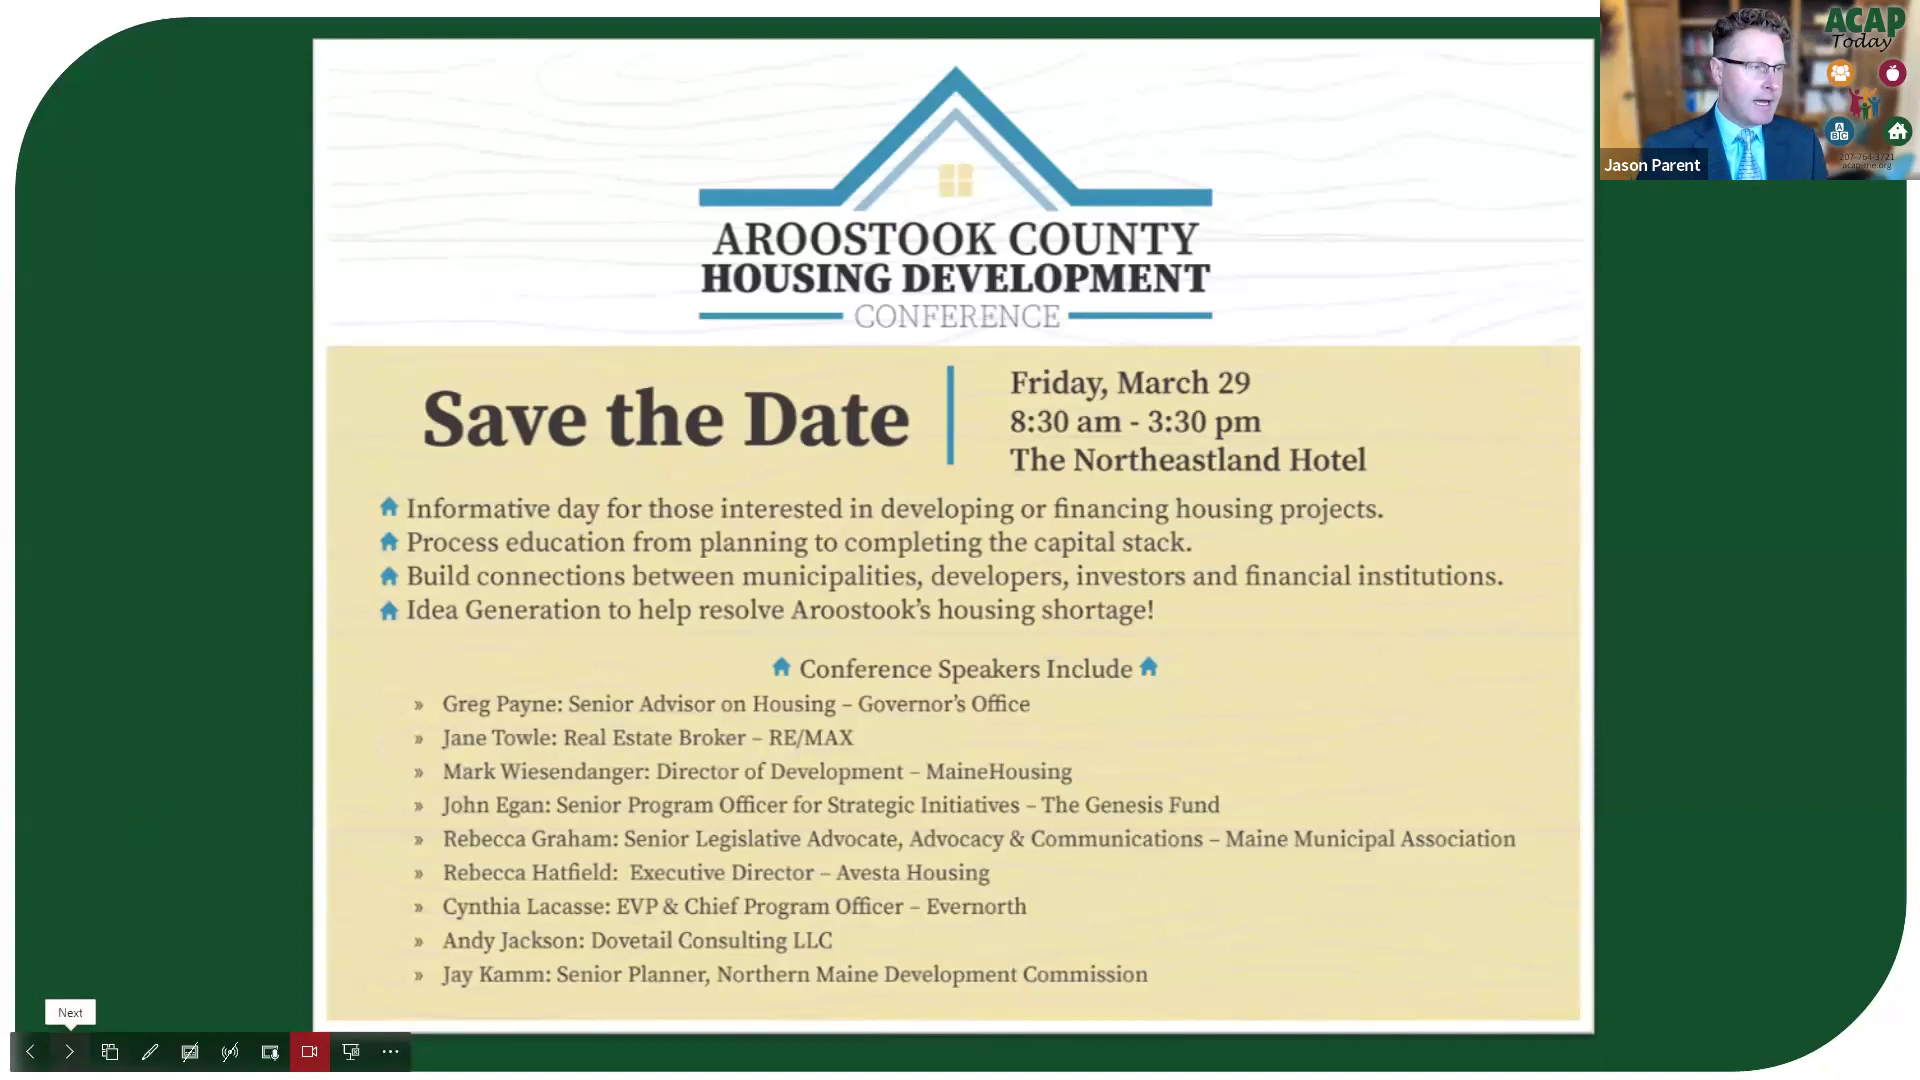 ACAP
Today
A
B C
207-764-3721
acap-me.org
Jason Parent
AROOSTOOK COUNTY
HOUSING DEVELOPMENT
CONFERENCE
Save the Date
Friday, March 29
8:30 am - 3:30 pm
The Northeastland Hotel
Informative day for those interested in developing or financing housing projects.
Process education from planning to completing the capital stack.
Build connections between municipalities, developers, investors and financial institutions.
Idea Generation to help resolve Aroostook's housing shortage!
Conference Speakers Include
» Greg Payne: Senior Advisor on Housing – Governor's Office
» Jane Towle: Real Estate Broker – RE/MAX
» Mark Wiesendanger: Director of Development – MaineHousing
» John Egan: Senior Program Officer for Strategic Initiatives – The Genesis Fund
» Rebecca Graham: Senior Legislative Advocate, Advocacy & Communications – Maine Municipal Association
» Rebecca Hatfield: Executive Director – Avesta Housing
» Cynthia Lacasse: EVP & Chief Program Officer – Evernorth
» Andy Jackson: Dovetail Consulting LLC
» Jay Kamm: Senior Planner, Northern Maine Development Commission
Next